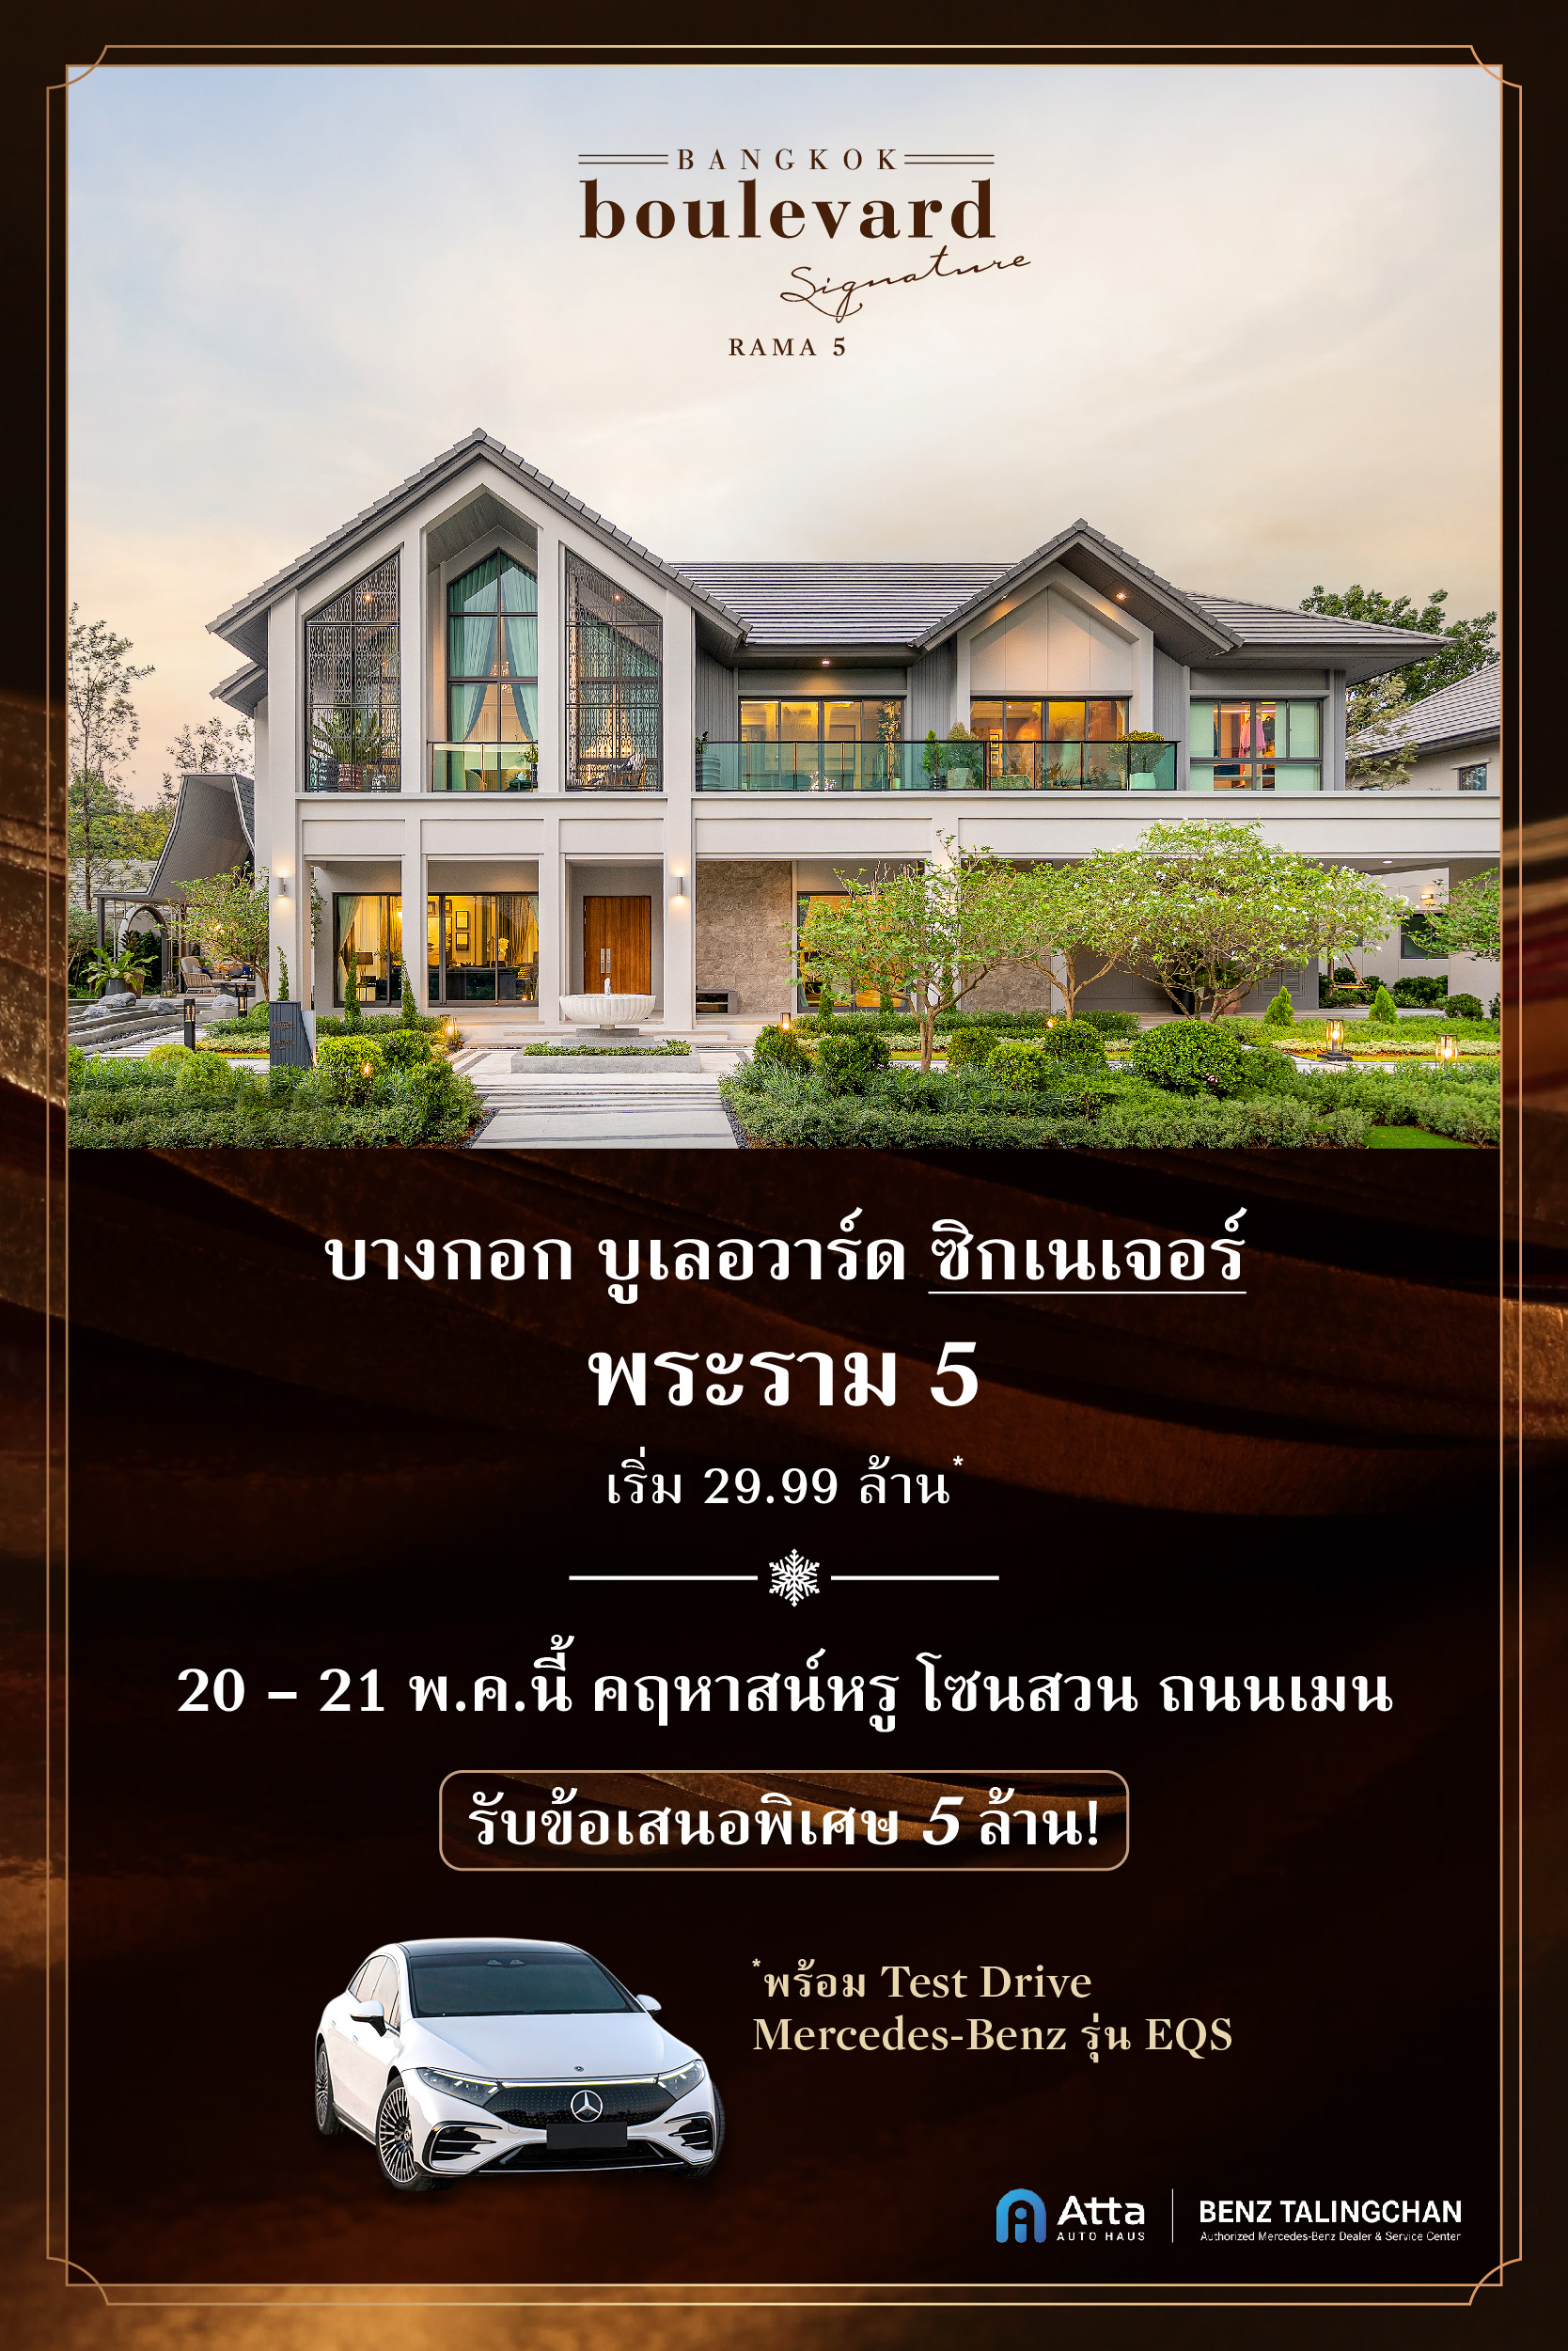 BANGKOK
boulevard
Signature
RAMA 5
บางกอก บูเลอวาร์ด ซิกเนเจอร์
พระราม 5
เริ่ม 29.99 ล้าน*
20 – 21 พ.ค.นี้ คฤหาสน์หรู โซนสวน ถนนเมน
รับข้อเสนอพิเศษ 5 ล้าน!
*พร้อม Test Drive
Mercedes-Benz รุ่น EQS
Atta
AUTO HAUS
BENZ TALINGCHAN
Authorized Mercedes-Benz Dealer & Service Center